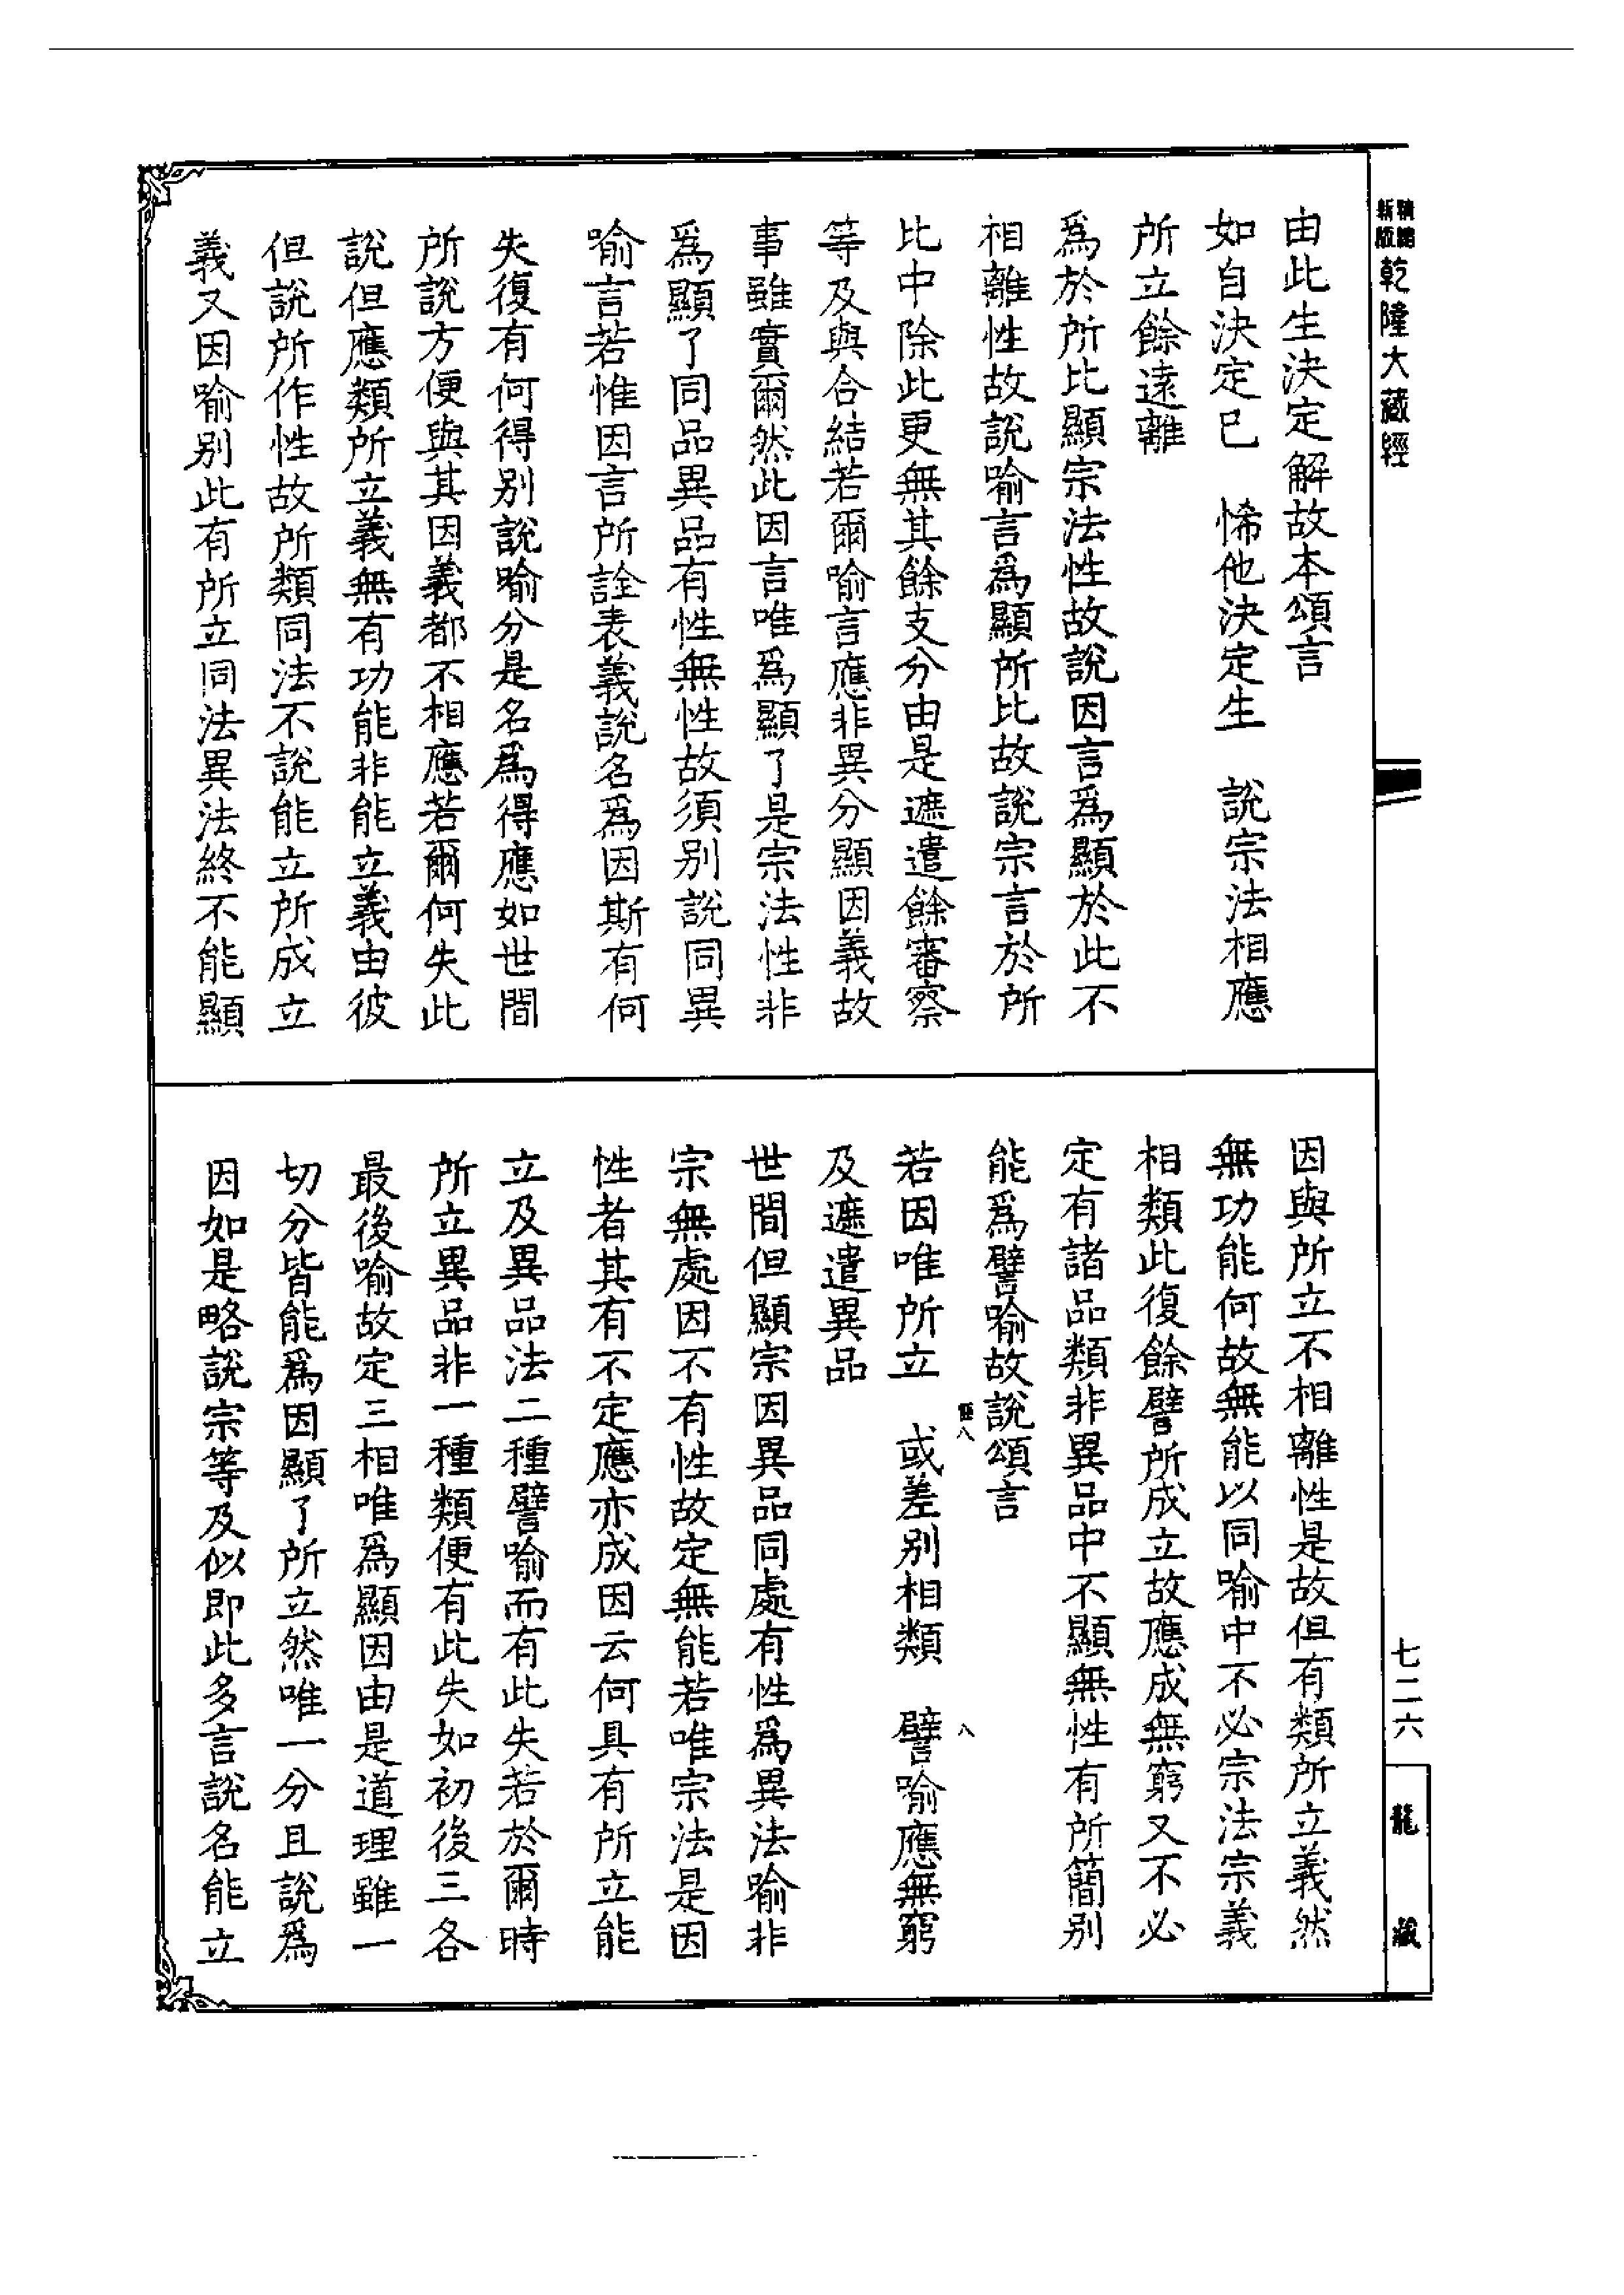 新版精縮乾隆大藏經
由此生決定解故本頌言
如自決定已　悕他決定生　說宗法相應
所立餘遠離
為於所比顯宗法性故說因言為顯於此不
相離性故說喻言為顯所比故說宗言於所
比中除此更無其餘支分由是遮遣餘審察
等及與合結若爾喻言應非異分顯因義故
事雖實爾然此因言唯為顯了是宗法性非
為顯了同品異品有性無性故須別說同異
喻言若惟因言所詮表義說名為因斯有何
失復有何得別說喻分是名為得應如世間
所說方便與其因義都不相應若爾何失此
說但應類所立義無有功能非能立義由彼
但說所作性故所類同法不說能立所成立
義又因喻別此有所立同法異法終不能顯
因與所立不相離性是故但有類所立義然
無功能何故無能以同喻中不必宗法宗義
相類此復餘譬所成立故應成無窮又不必
定有諸品類非異品中不顯無性有所簡別
能為譬喻故說頌言
若因唯所立　或差別相類　譬喻應無窮
及遮遣異品
世間但顯宗因異品同處有性為異法喻非
宗無處因不有性故定無能若唯宗法是因
性者其有不定應亦成因云何具有所立能
立及異品法二種譬喻而有此失若於爾時
所立異品非一種類便有此失如初後三各
最後喻故定三相唯為顯因由是道理雖一
切分皆能為因顯了所立然唯一分且說為
因如是略說宗等及似即此多言說名能立
八
八
七二六
龍藏